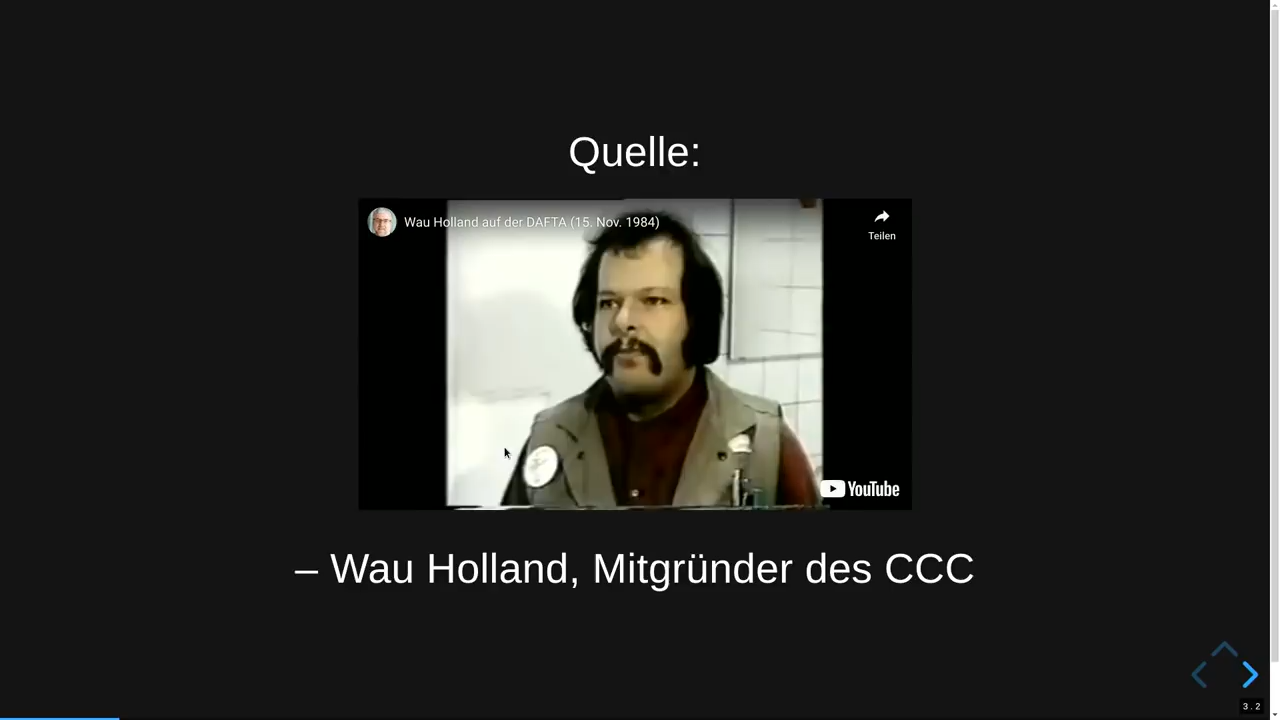 Quelle:
Wau Holland auf der DAFTA (15. Nov. 1984)
Teilen
YouTube
– Wau Holland, Mitgründer des CCC
3.2